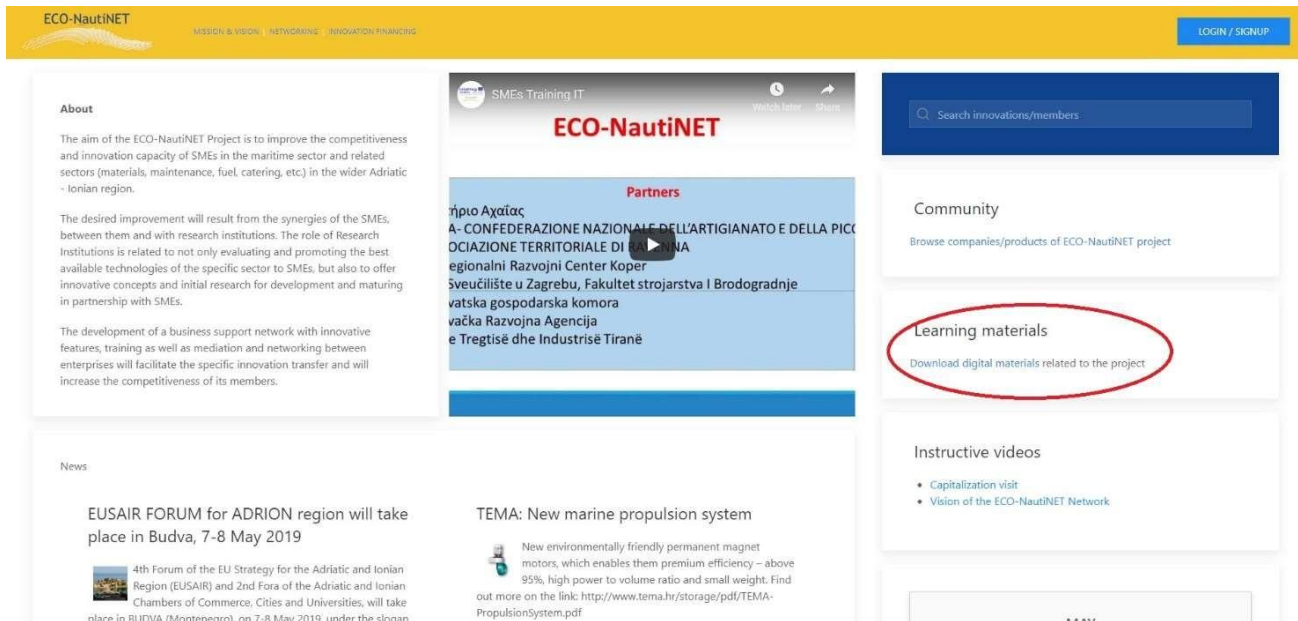 ECO-NautiNET
MISSION & VISION | NETWORKING | INNOVATION FINANCING
LOGIN / SIGNUP
About
The aim of the ECO-NautiNET Project is to improve the competitiveness
and innovation capacity of SMEs in the maritime sector and related
sectors (materials, maintenance, fuel, catering, etc.) in the wider Adriatic
- Ionian region.
The desired improvement will result from the synergies of the SMEs,
between them and with research institutions. The role of Research
Institutions is related to not only evaluating and promoting the best
available technologies of the specific sector to SMEs, but also to offer
innovative concepts and initial research for development and maturing
in partnership with SMEs.
The development of a business support network with innovative
features, training as well as mediation and networking between
enterprises will facilitate the specific innovation transfer and will
increase the competitiveness of its members.
SMEs Training IT
Watch later
Share
ECO-NautiNET
Partners
τήριο Αχαΐας
A- CONFEDERAZIONE NAZIONALE DELL'ARTIGIANATO E DELLA PICC
OCIAZIONE TERRITORIALE DI
egionalni Razvojni Center Koper
Sveučilište u Zagrebu, Fakultet strojarstva I Brodogradnje
vatska gospodarska komora
vačka Razvojna Agencija
e Tregtisë dhe Industrisë Tiranë
Search innovations/members
Community
Browse companies/products of ECO-NautiNET project
Learning materials
Download digital materials related to the project
Instructive videos
• Capitalization visit
• Vision of the ECO-NautiNET Network
News
EUSAIR FORUM for ADRION region will take
place in Budva, 7-8 May 2019
4th Forum of the EU Strategy for the Adriatic and Ionian
Region (EUSAIR) and 2nd Fora of the Adriatic and Ionian
Chambers of Commerce, Cities and Universities, will take
place in BUDVA (Montenegro), on 7-8 May 2019, under the slogan
TEMA: New marine propulsion system
New environmentally friendly permanent magnet
motors, which enables them premium efficiency – above
95%, high power to volume ratio and small weight. Find
out more on the link: http://www.tema.hr/storage/pdf/TEMA-
PropulsionSystem.pdf